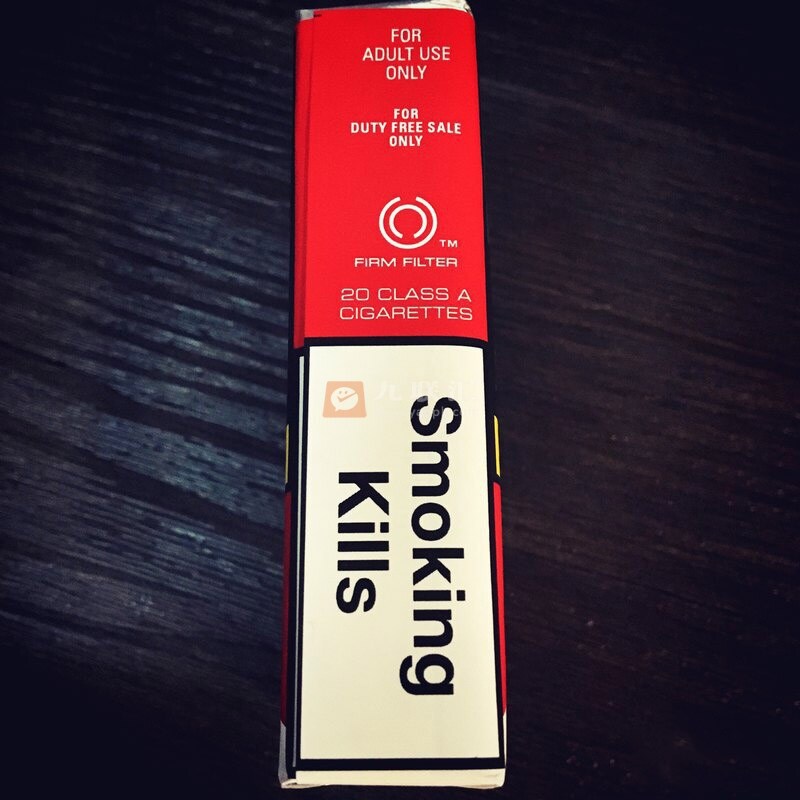 FOR
ADULT USE
ONLY
FOR
DUTY FREE SALE
ONLY
TM
FIRM FILTER
20 CLASS A
CIGARETTES
Smoking
Kills